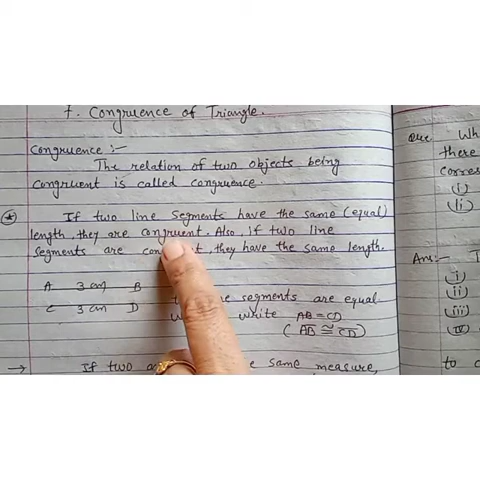 7. Congruence of Triangle.
Congruence :-
The relation of two objects being
congruent is called congruence.
If two line segments have the same (equal)
length, they are congruent. Also, if two line
segments are con t, they have the same length.
A 3 cm B
C 3 cm D
segments are equal.
write AB = CD
( AB ≅ CD )
→ If two a same measure,
Que Wh
there
corres
(i)
(ii)
Ans:- T
i)
ii)
iii)
to c